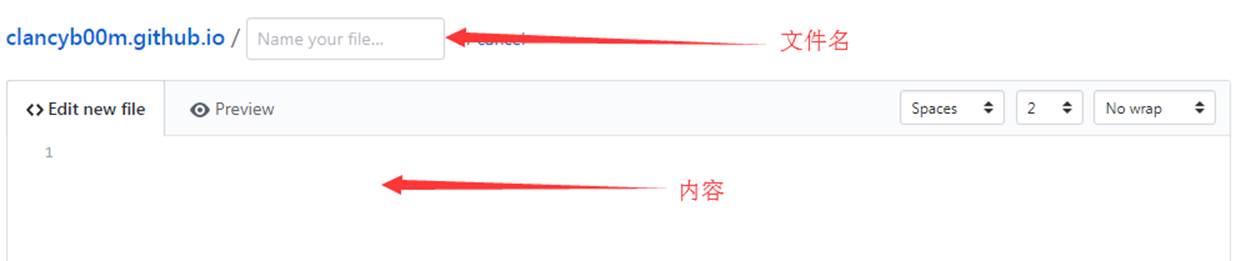 clancyb00m.github.io / Name your file... cancel 文件名
Edit new file Preview Spaces 2 No wrap
1
内容